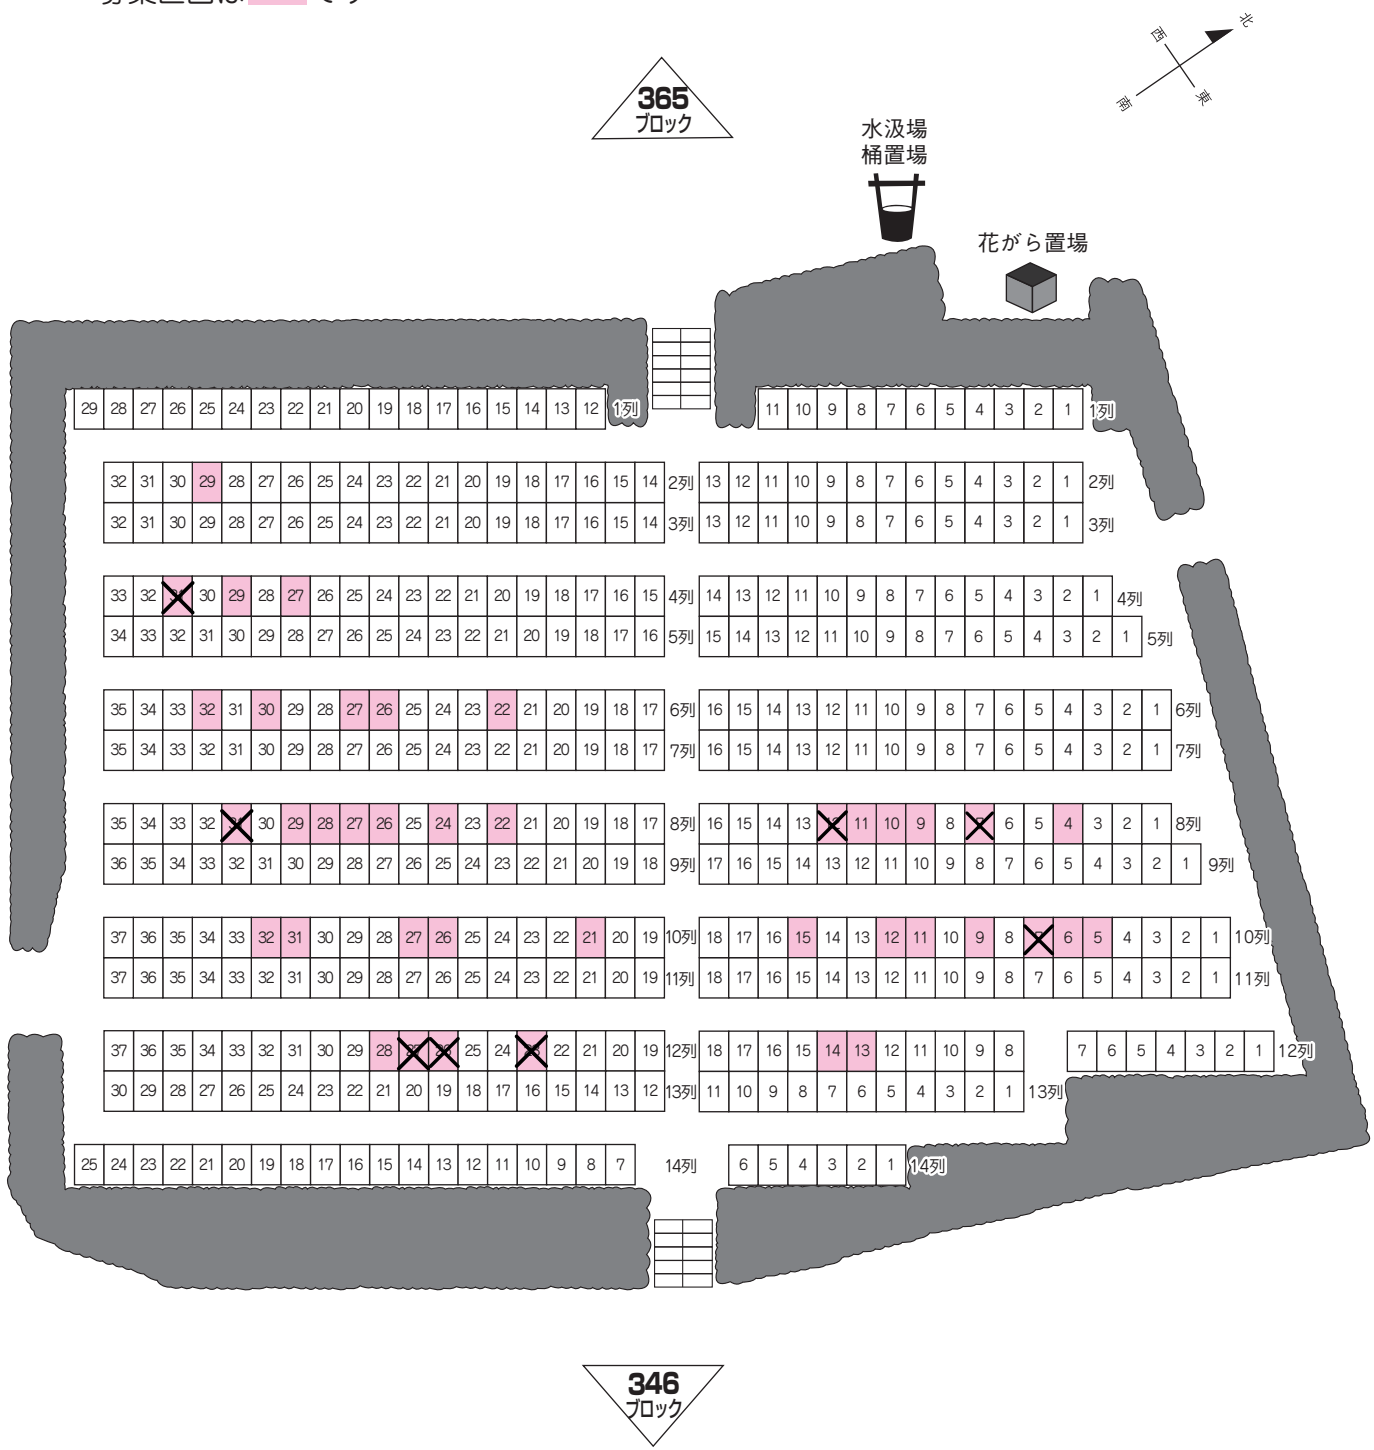 募集区画は です
北
西
南
東
365
ブロック
水汲場
桶置場
花がら置場
29 28 27 26 25 24 23 22 21 20 19 18 17 16 15 14 13 12 1列 11 10 9 8 7 6 5 4 3 2 1 1列
32 31 30 29 28 27 26 25 24 23 22 21 20 19 18 17 16 15 14 2列 13 12 11 10 9 8 7 6 5 4 3 2 1 2列
32 31 30 29 28 27 26 25 24 23 22 21 20 19 18 17 16 15 14 3列 13 12 11 10 9 8 7 6 5 4 3 2 1 3列
33 32 30 29 28 27 26 25 24 23 22 21 20 19 18 17 16 15 4列 14 13 12 11 10 9 8 7 6 5 4 3 2 1 4列
34 33 32 31 30 29 28 27 26 25 24 23 22 21 20 19 18 17 16 5列 15 14 13 12 11 10 9 8 7 6 5 4 3 2 1 5列
35 34 33 32 31 30 29 28 27 26 25 24 23 22 21 20 19 18 17 6列 16 15 14 13 12 11 10 9 8 7 6 5 4 3 2 1 6列
35 34 33 32 31 30 29 28 27 26 25 24 23 22 21 20 19 18 17 7列 16 15 14 13 12 11 10 9 8 7 6 5 4 3 2 1 7列
35 34 33 32 30 29 28 27 26 25 24 23 22 21 20 19 18 17 8列 16 15 14 13 11 10 9 8 6 5 4 3 2 1 8列
36 35 34 33 32 31 30 29 28 27 26 25 24 23 22 21 20 19 18 9列 17 16 15 14 13 12 11 10 9 8 7 6 5 4 3 2 1 9列
37 36 35 34 33 32 31 30 29 28 27 26 25 24 23 22 21 20 19 10列 18 17 16 15 14 13 12 11 10 9 8 6 5 4 3 2 1 10列
37 36 35 34 33 32 31 30 29 28 27 26 25 24 23 22 21 20 19 11列 18 17 16 15 14 13 12 11 10 9 8 7 6 5 4 3 2 1 11列
37 36 35 34 33 32 31 30 29 28 25 24 22 21 20 19 12列 18 17 16 15 14 13 12 11 10 9 8 7 6 5 4 3 2 1 12列
30 29 28 27 26 25 24 23 22 21 20 19 18 17 16 15 14 13 12 13列 11 10 9 8 7 6 5 4 3 2 1 13列
25 24 23 22 21 20 19 18 17 16 15 14 13 12 11 10 9 8 7 14列 6 5 4 3 2 1 14列
346
ブロック